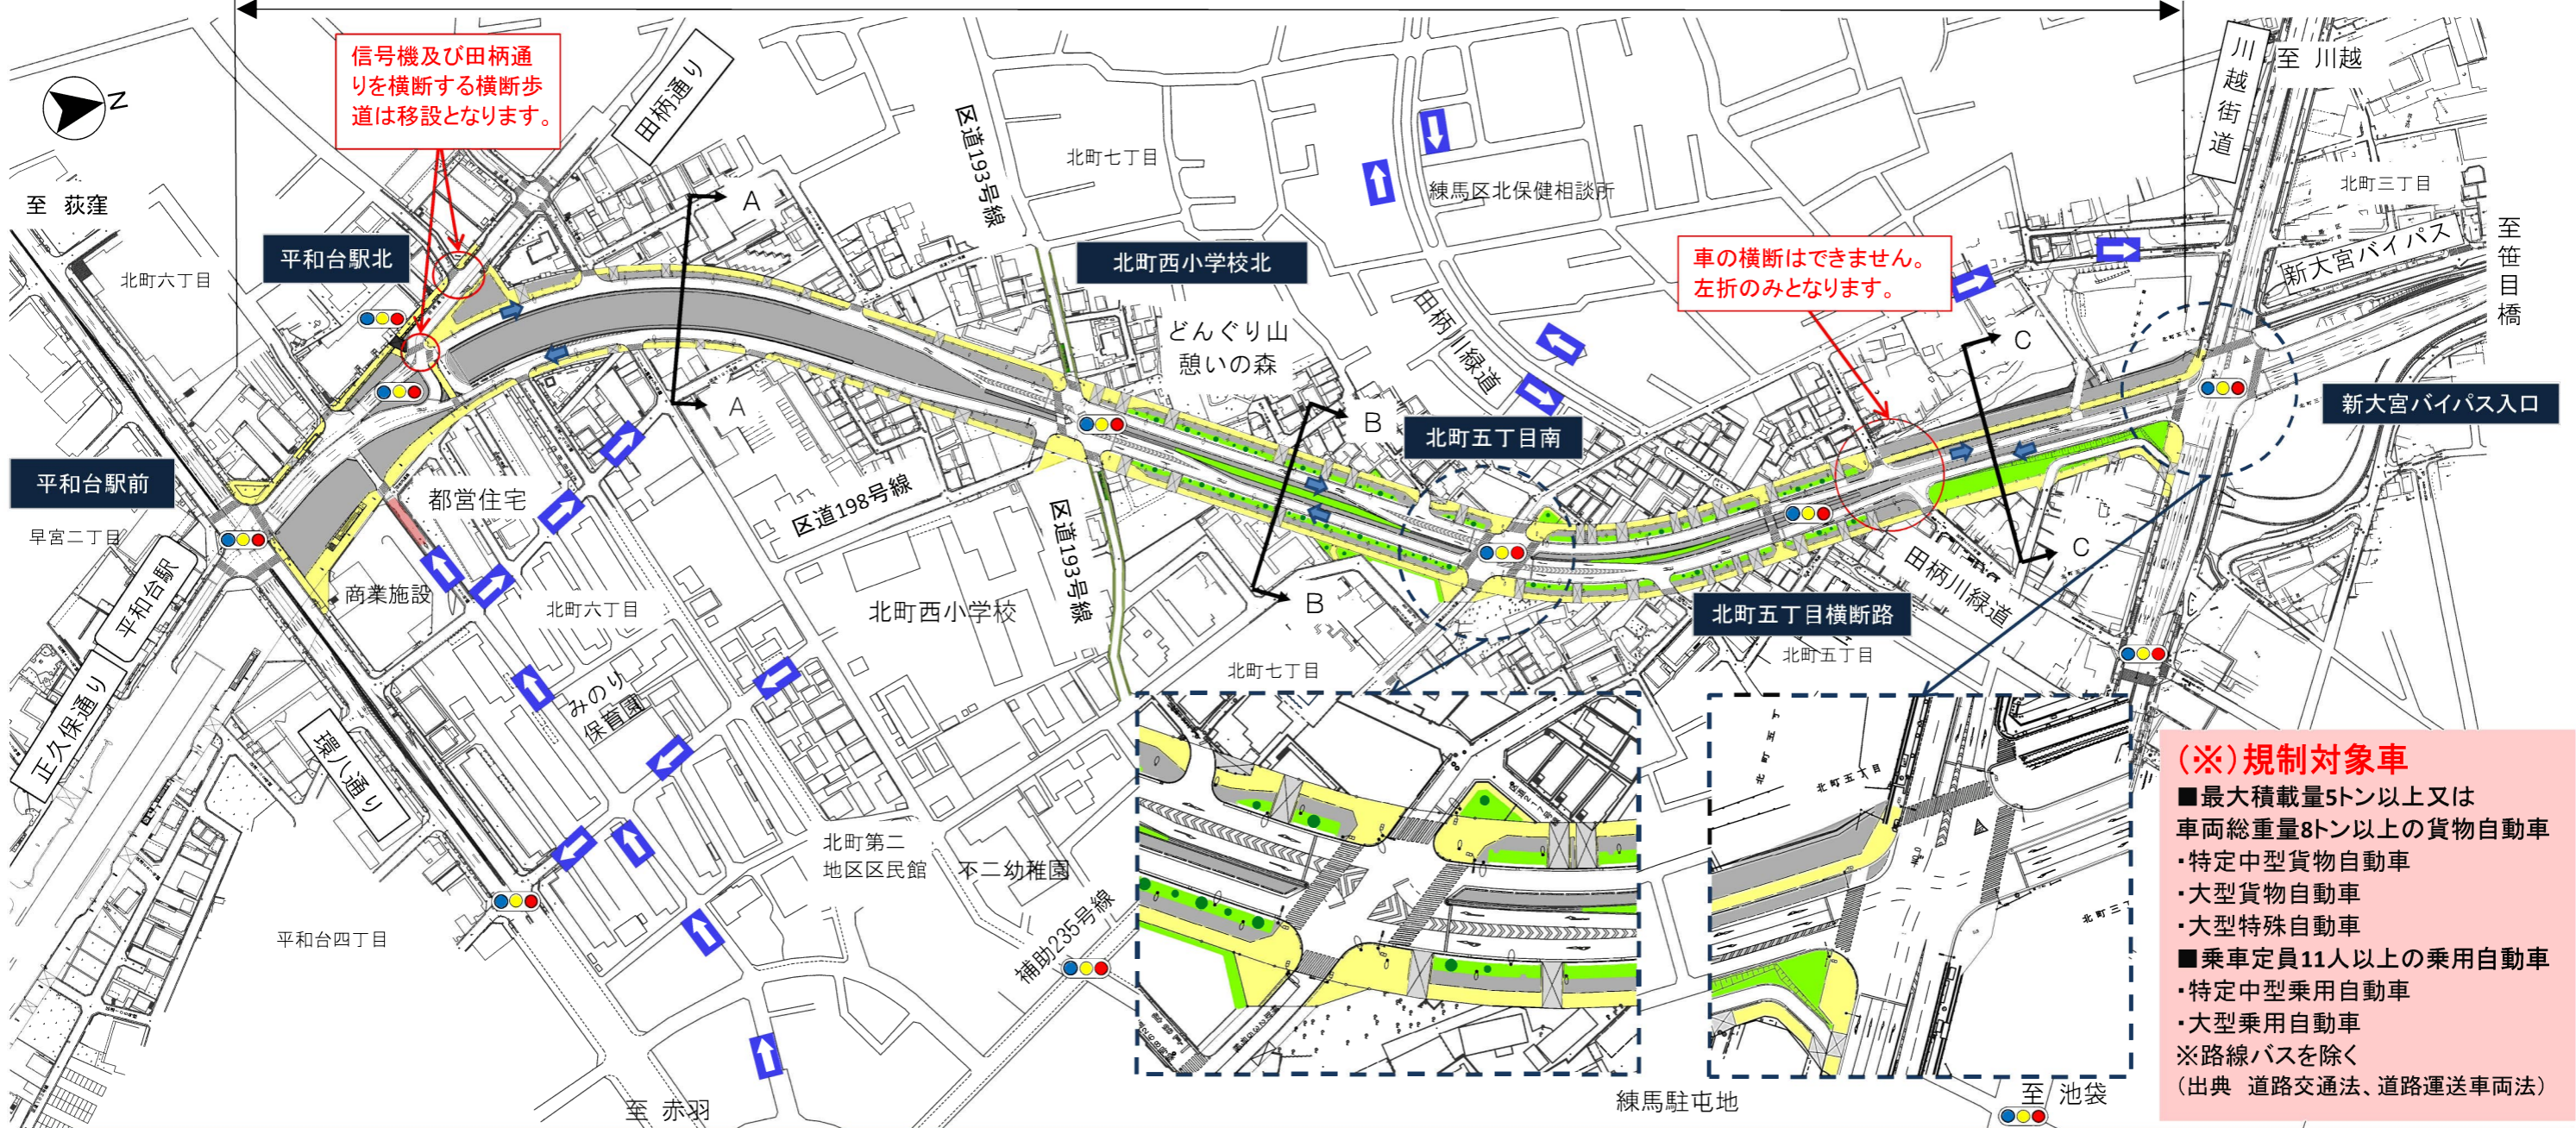 信号機及び田柄通
りを横断する横断歩
道は移設となります。
田柄通り
N
至 荻窪
北町六丁目
平和台駅北
A
A
区道193号線
北町七丁目
北町西小学校北
どんぐり山
憩いの森
練馬区北保健相談所
田柄川緑道
車の横断はできません。
左折のみとなります。
川越街道
至 川越
北町三丁目
新大宮バイパス
至笹目橋
新大宮バイパス入口
C
C
B
B
北町五丁目南
北町五丁目横断路
田柄川緑道
北町五丁目
北町七丁目
平和台駅前
早宮二丁目
平和台駅
正久保通り
環八通り
商業施設
都営住宅
北町六丁目
みのり
保育園
区道198号線
北町西小学校
区道193号線
北町第二
地区区民館
不二幼稚園
補助235号線
平和台四丁目
至 赤羽
練馬駐屯地
至 池袋
北町五丁目
(※)規制対象車
■最大積載量5トン以上又は
車両総重量8トン以上の貨物自動車
・特定中型貨物自動車
・大型貨物自動車
・大型特殊自動車
■乗車定員11人以上の乗用自動車
・特定中型乗用自動車
・大型乗用自動車
※路線バスを除く
(出典 道路交通法、道路運送車両法)